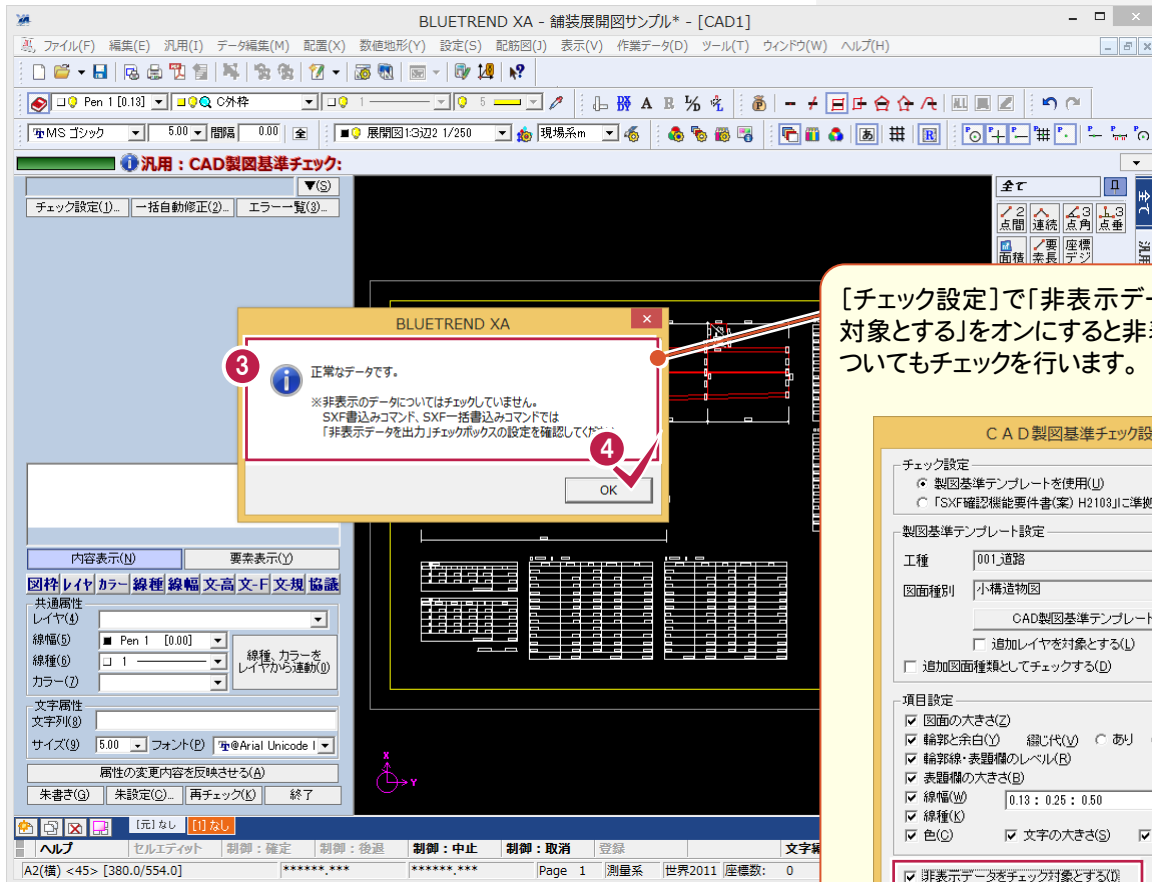 BLUETREND XA - 舗装展開図サンプル* - [CAD1]
ファイル(F) 編集(E) 汎用(I) データ編集(M) 配置(X) 数値地形(Y) 設定(S) 配筋図(J) 表示(V) 作業データ(D) ツール(T) ウィンドウ(W) ヘルプ(H)
Pen 1 [0.13] C外枠 1 5
MS ゴシック 5.00 間隔 0.00 全 展開図1:3辺2 1/250 現場系m あ R
汎用：CAD製図基準チェック:
▼(S)
チェック設定(1)... 一括自動修正(2)... エラー一覧(3)...
全て
全て
2点間 連続 3点角 3点垂
面積 要素長 座標デジ
汎用
[チェック設定]で「非表示デー
対象とする」をオンにすると非
ついてもチェックを行います。
BLUETREND XA
3
正常なデータです。
※非表示のデータについてはチェックしていません。
SXF書込みコマンド、SXF一括書込みコマンドでは
「非表示データを出力」チェックボックスの設定を確認してくだ
4
OK
ＣＡＤ製図基準チェック設
チェック設定
製図基準テンプレートを使用(U)
「SXF確認機能要件書(案) H2103」に準拠
製図基準テンプレート設定
工種 001_道路
図面種別 小構造物図
CAD製図基準テンプレート
追加レイヤを対象とする(L)
追加図面種類としてチェックする(D)
項目設定
図面の大きさ(Z)
輪郭と余白(Y) 綴じ代(V) あり
輪郭線・表題欄のレベル(R)
表題欄の大きさ(B)
線幅(W) 0.13 : 0.25 : 0.50
線種(K)
色(C) 文字の大きさ(S)
非表示データをチェック対象とする(I)
内容表示(N) 要素表示(Y)
図枠 レイヤ カラー 線種 線幅 文-高 文-F 文-規 協議
共通属性
レイヤ(4)
線幅(5) Pen 1 [0.00]
線種(6) 1
カラー(7)
線種、カラーを
レイヤから連動(0)
文字属性
文字列(8)
サイズ(9) 5.00 フォント(P) @Arial Unicode
属性の変更内容を反映させる(A)
朱書き(G) 朱設定(C)... 再チェック(K) 終了
X
Y
[元] なし [1] なし
ヘルプ セルエディット 制御：確定 制御：後退 制御：中止 制御：取消 登録
A2(横) <45> [380.0/554.0] ******.*** ******.*** Page 1 測量系 世界2011 座標数: 0